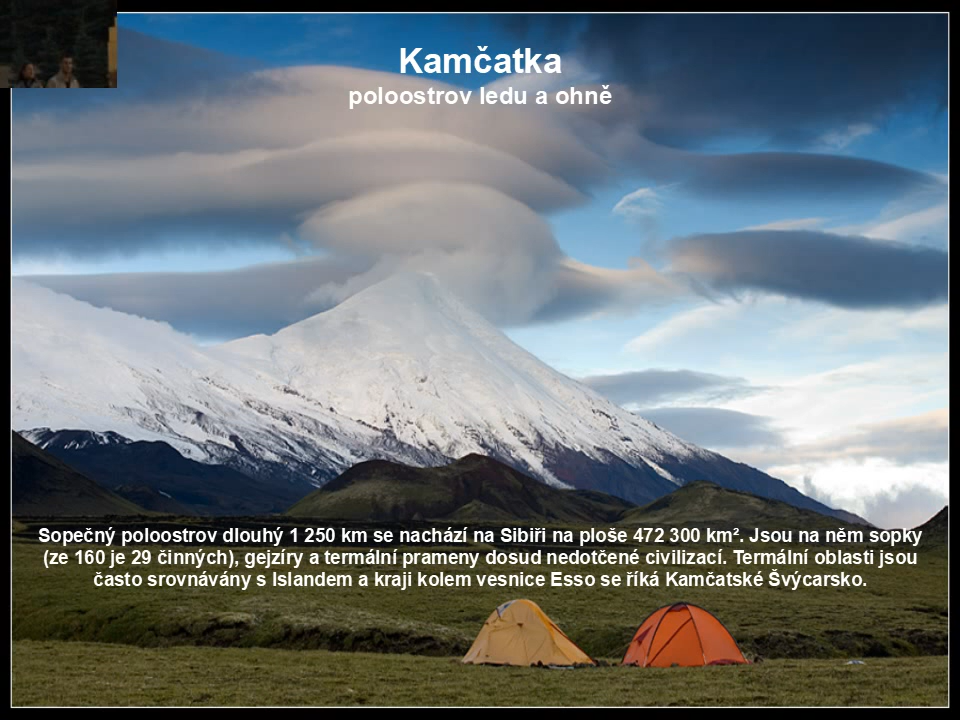 Kamčatka
poloostrov ledu a ohně
Sopečný poloostrov dlouhý 1 250 km se nachází na Sibiři na ploše 472 300 km². Jsou na něm sopky
(ze 160 je 29 činných), gejzíry a termální prameny dosud nedotčené civilizací. Termální oblasti jsou
často srovnávány s Islandem a kraji kolem vesnice Esso se říká Kamčatské Švýcarsko.